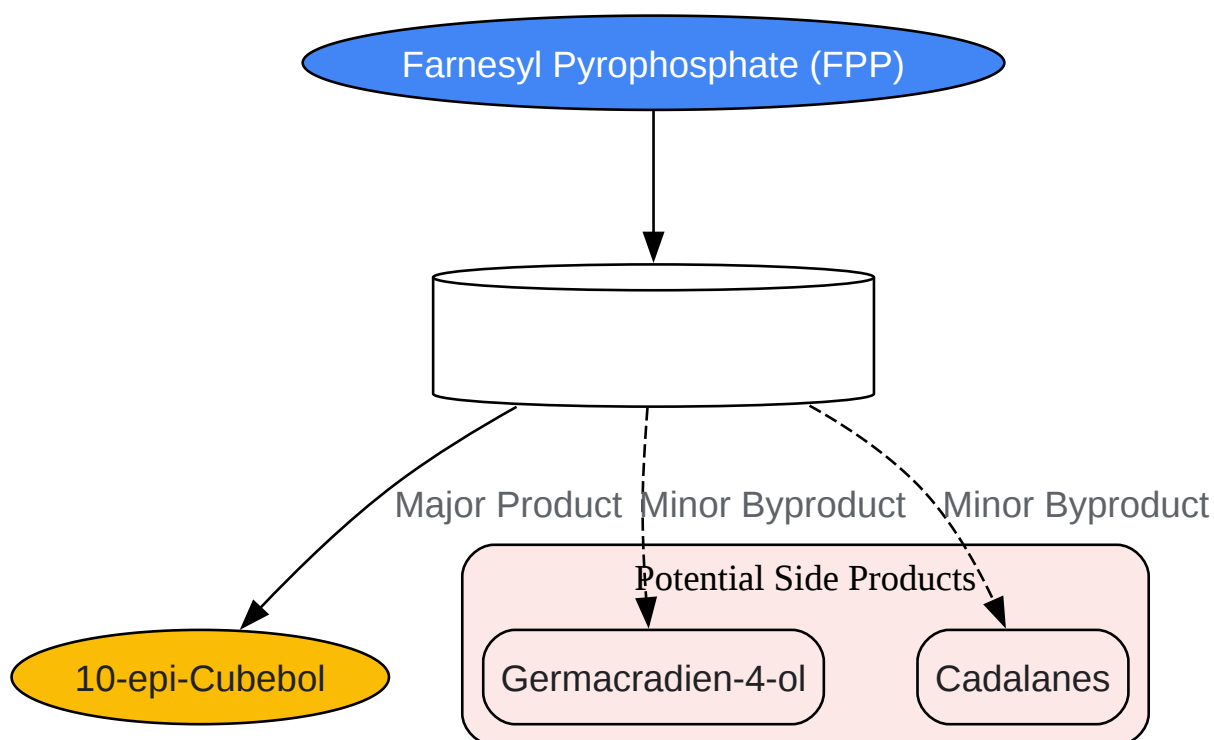 Farnesyl Pyrophosphate (FPP)
Major Product
Minor Byproduct
Minor Byproduct
Potential Side Products
10-epi-Cubebol
Germacradien-4-ol
Cadalanes